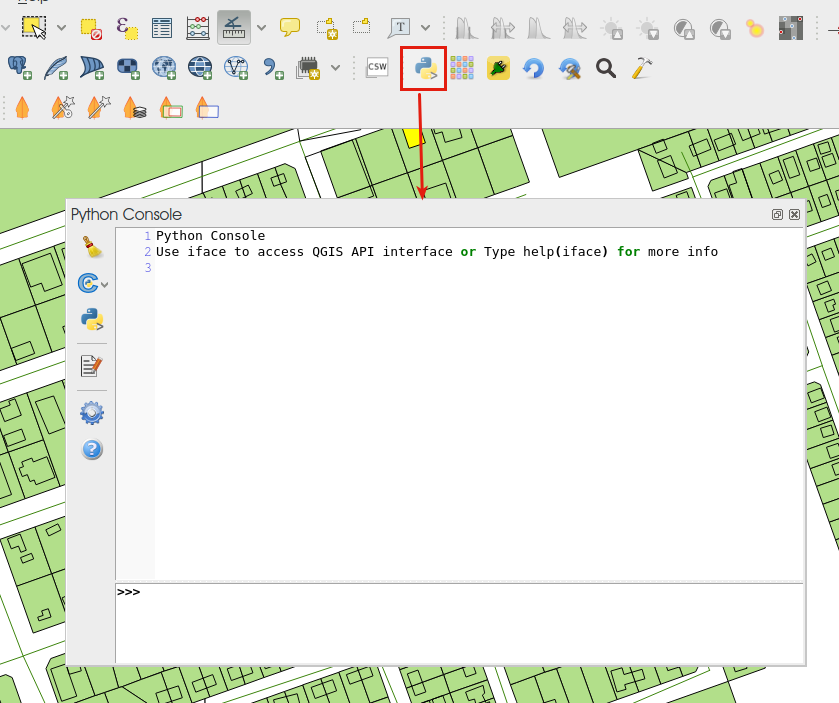 T
CSW
Python Console
1 Python Console
2 Use iface to access QGIS API interface or Type help(iface) for more info
3
>>>